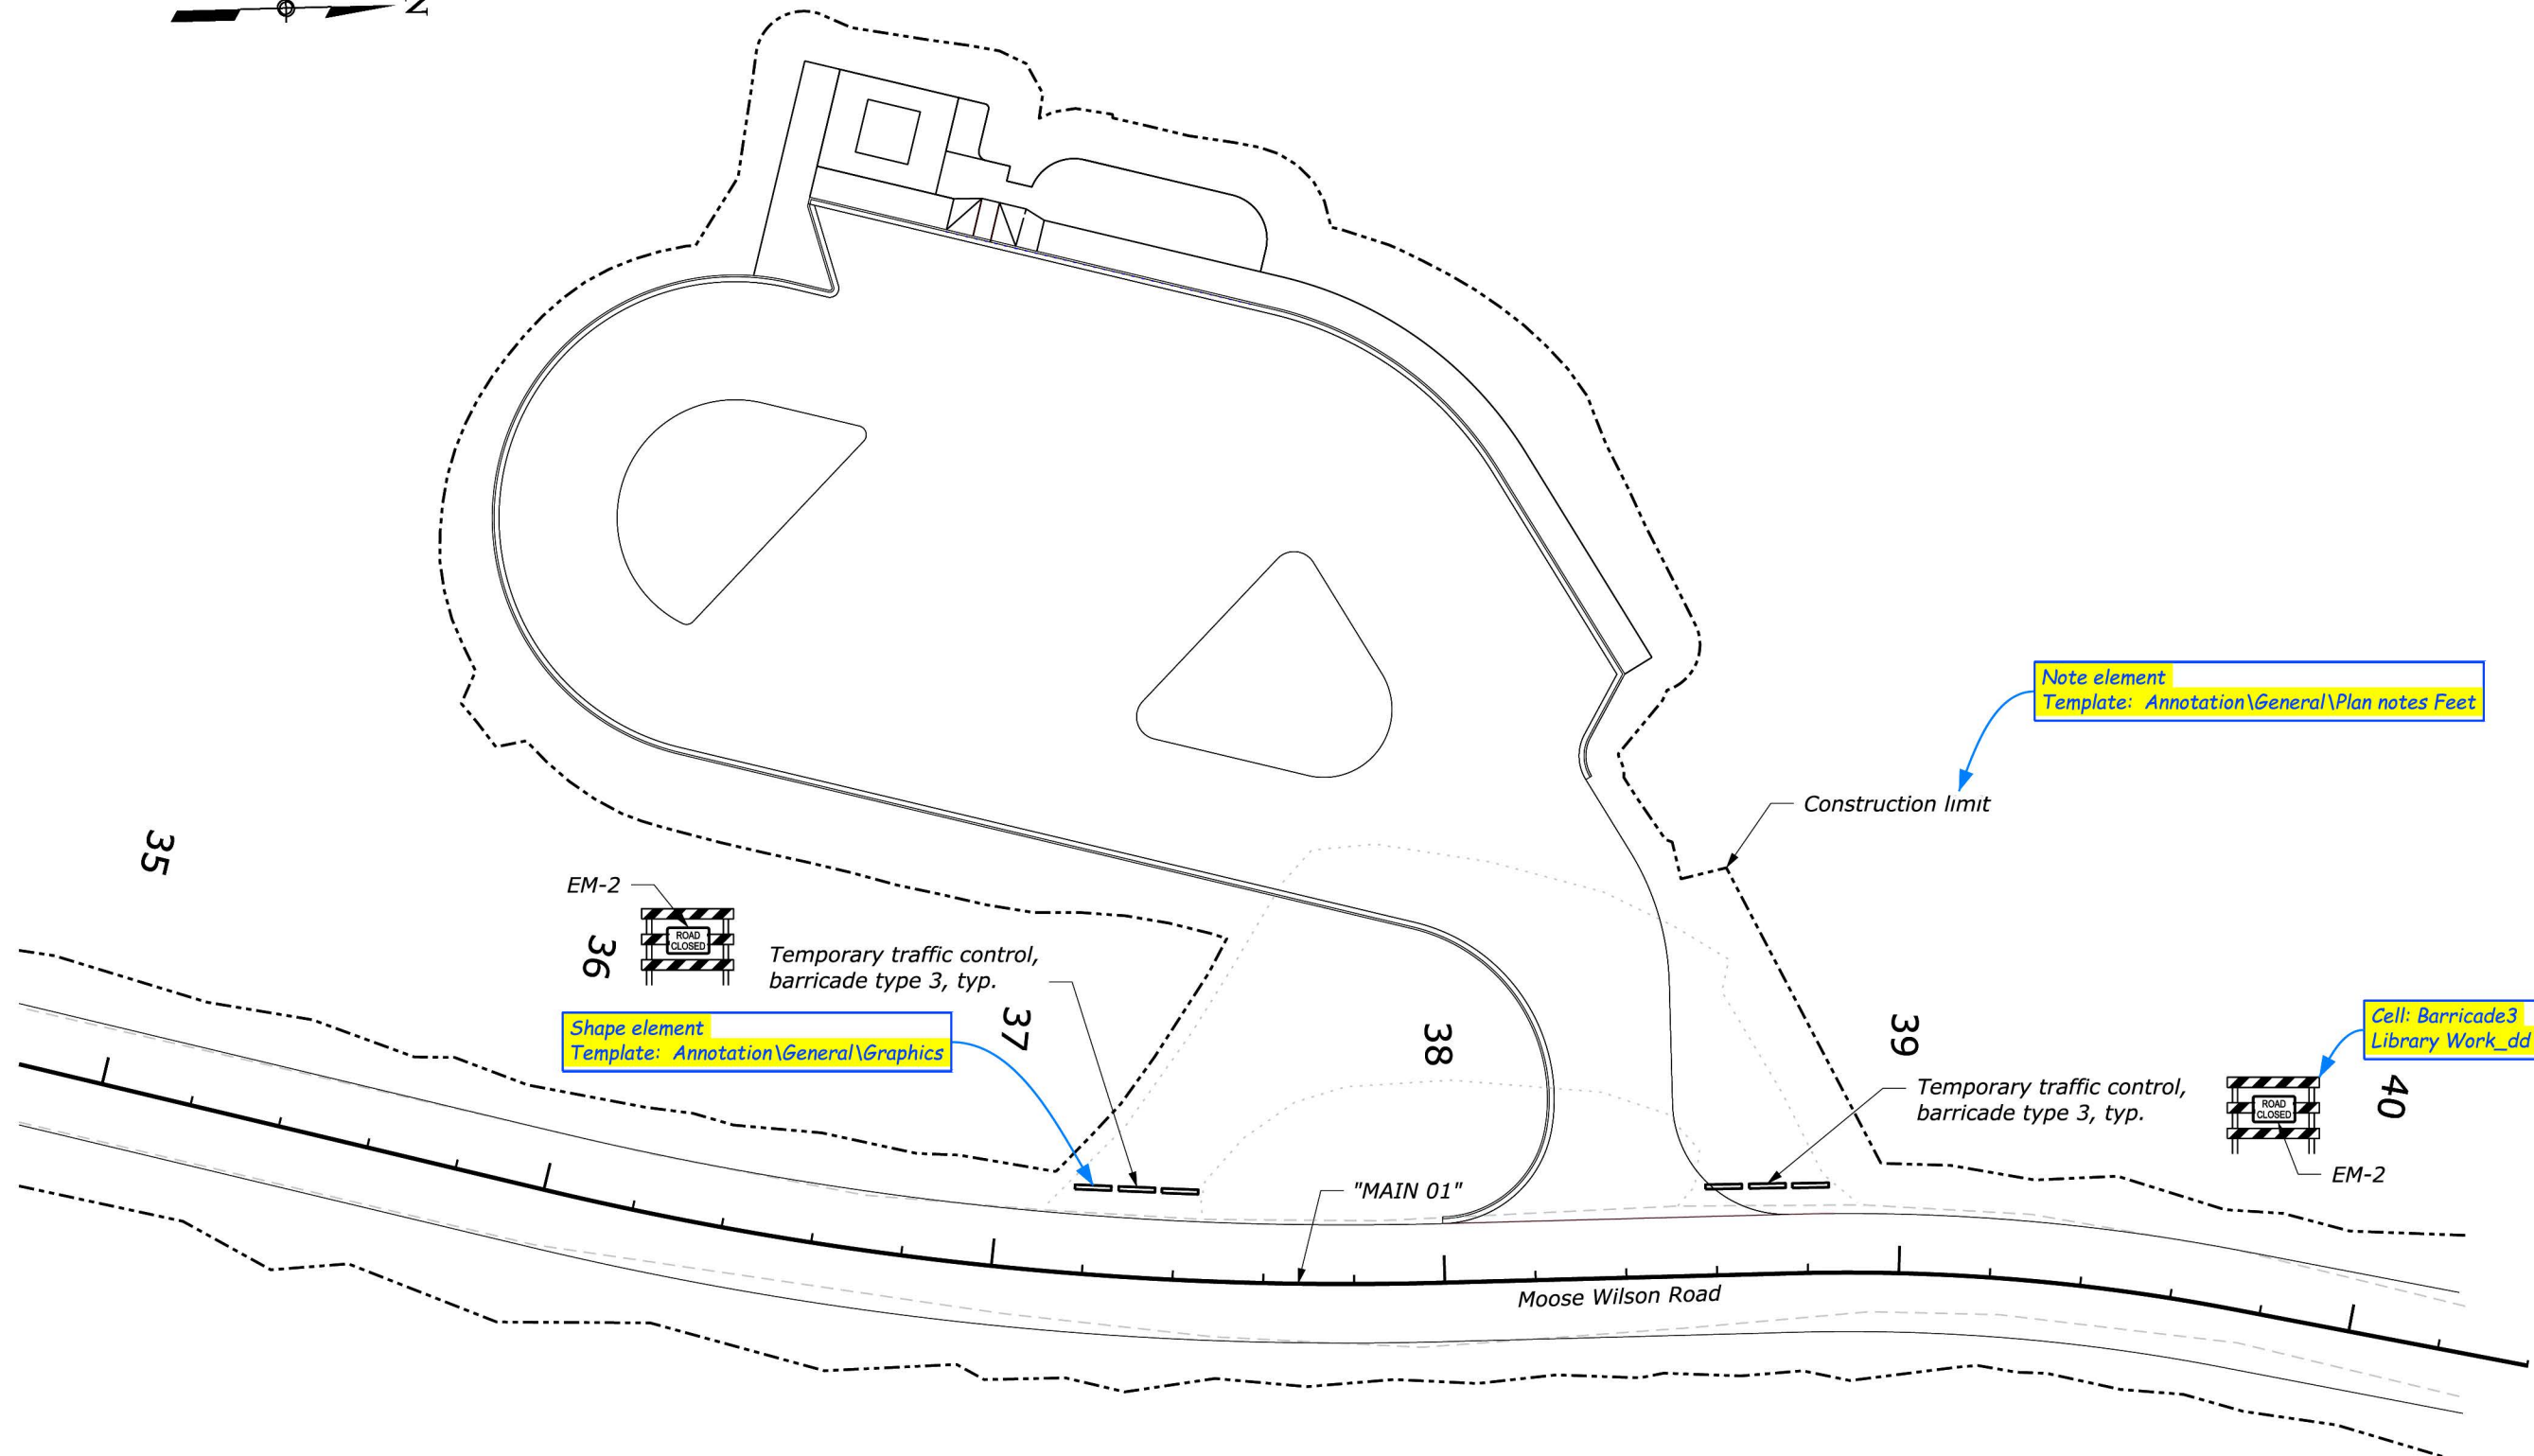 N
Note element
Template: Annotation\General\Plan notes Feet
Construction limit
35
EM-2
ROAD
CLOSED
36
Temporary traffic control,
barricade type 3, typ.
Shape element
Template: Annotation\General\Graphics
37
38
39
Cell: Barricade3
Library Work_dd
Temporary traffic control,
barricade type 3, typ.
ROAD
CLOSED
40
EM-2
"MAIN 01"
Moose Wilson Road